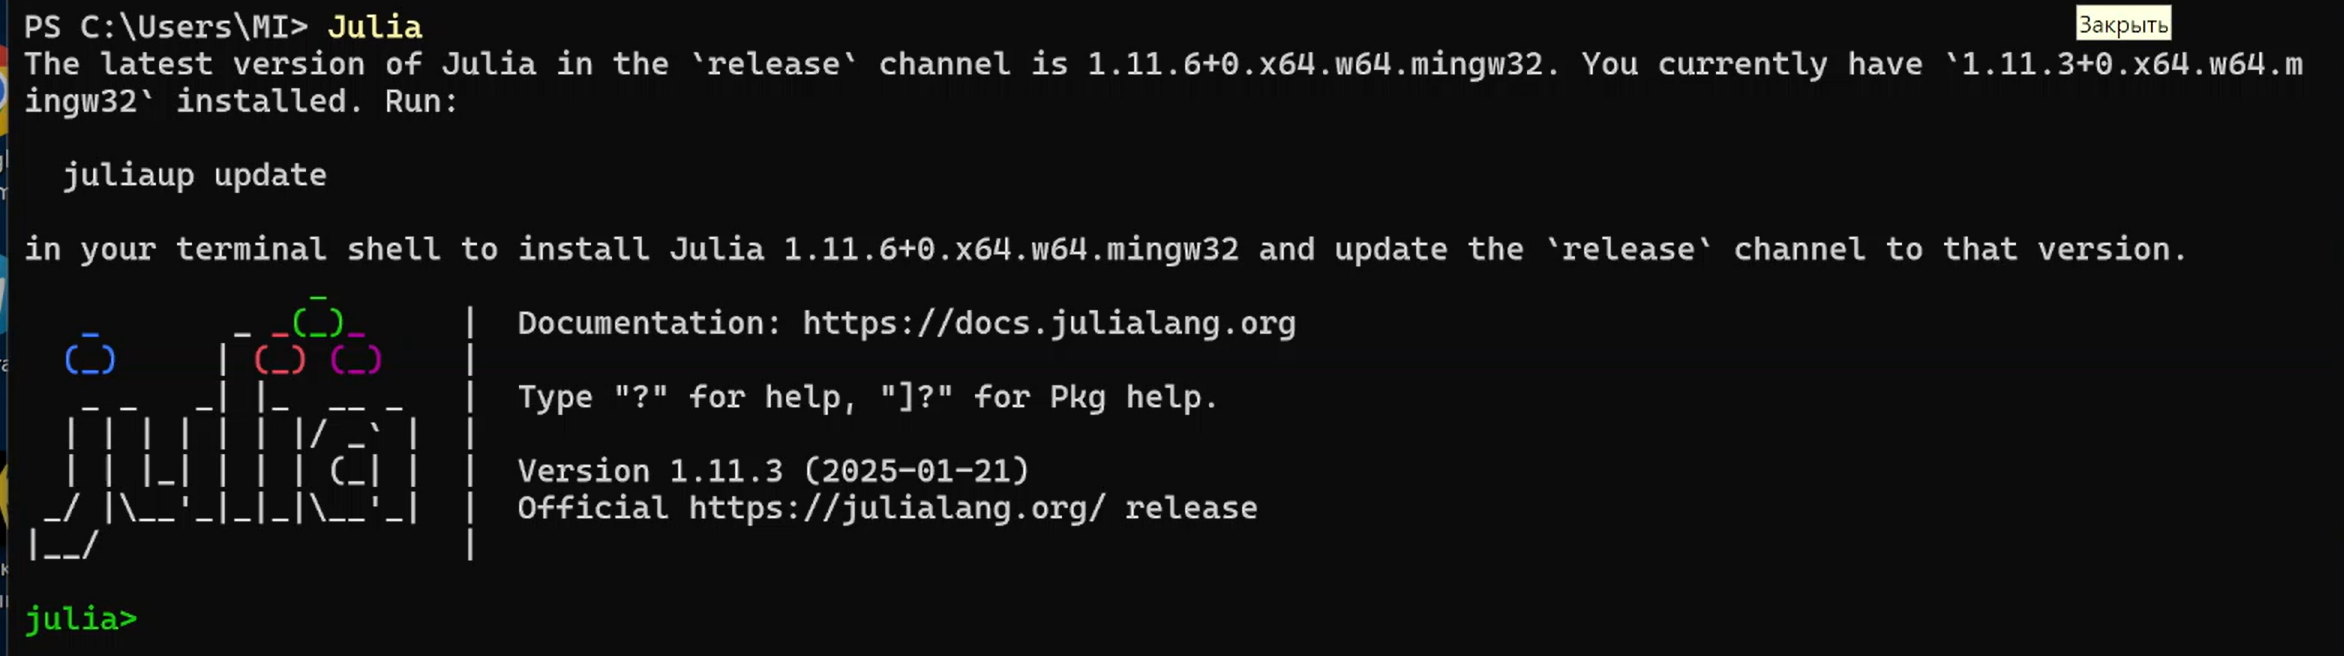 PS C:\Users\MI> Julia
Закрыть
The latest version of Julia in the `release` channel is 1.11.6+0.x64.w64.mingw32. You currently have `1.11.3+0.x64.w64.m
ingw32` installed. Run:
juliaup update
in your terminal shell to install Julia 1.11.6+0.x64.w64.mingw32 and update the `release` channel to that version.
Documentation: https://docs.julialang.org
Type "?" for help, "]?" for Pkg help.
Version 1.11.3 (2025-01-21)
Official https://julialang.org/ release
julia>